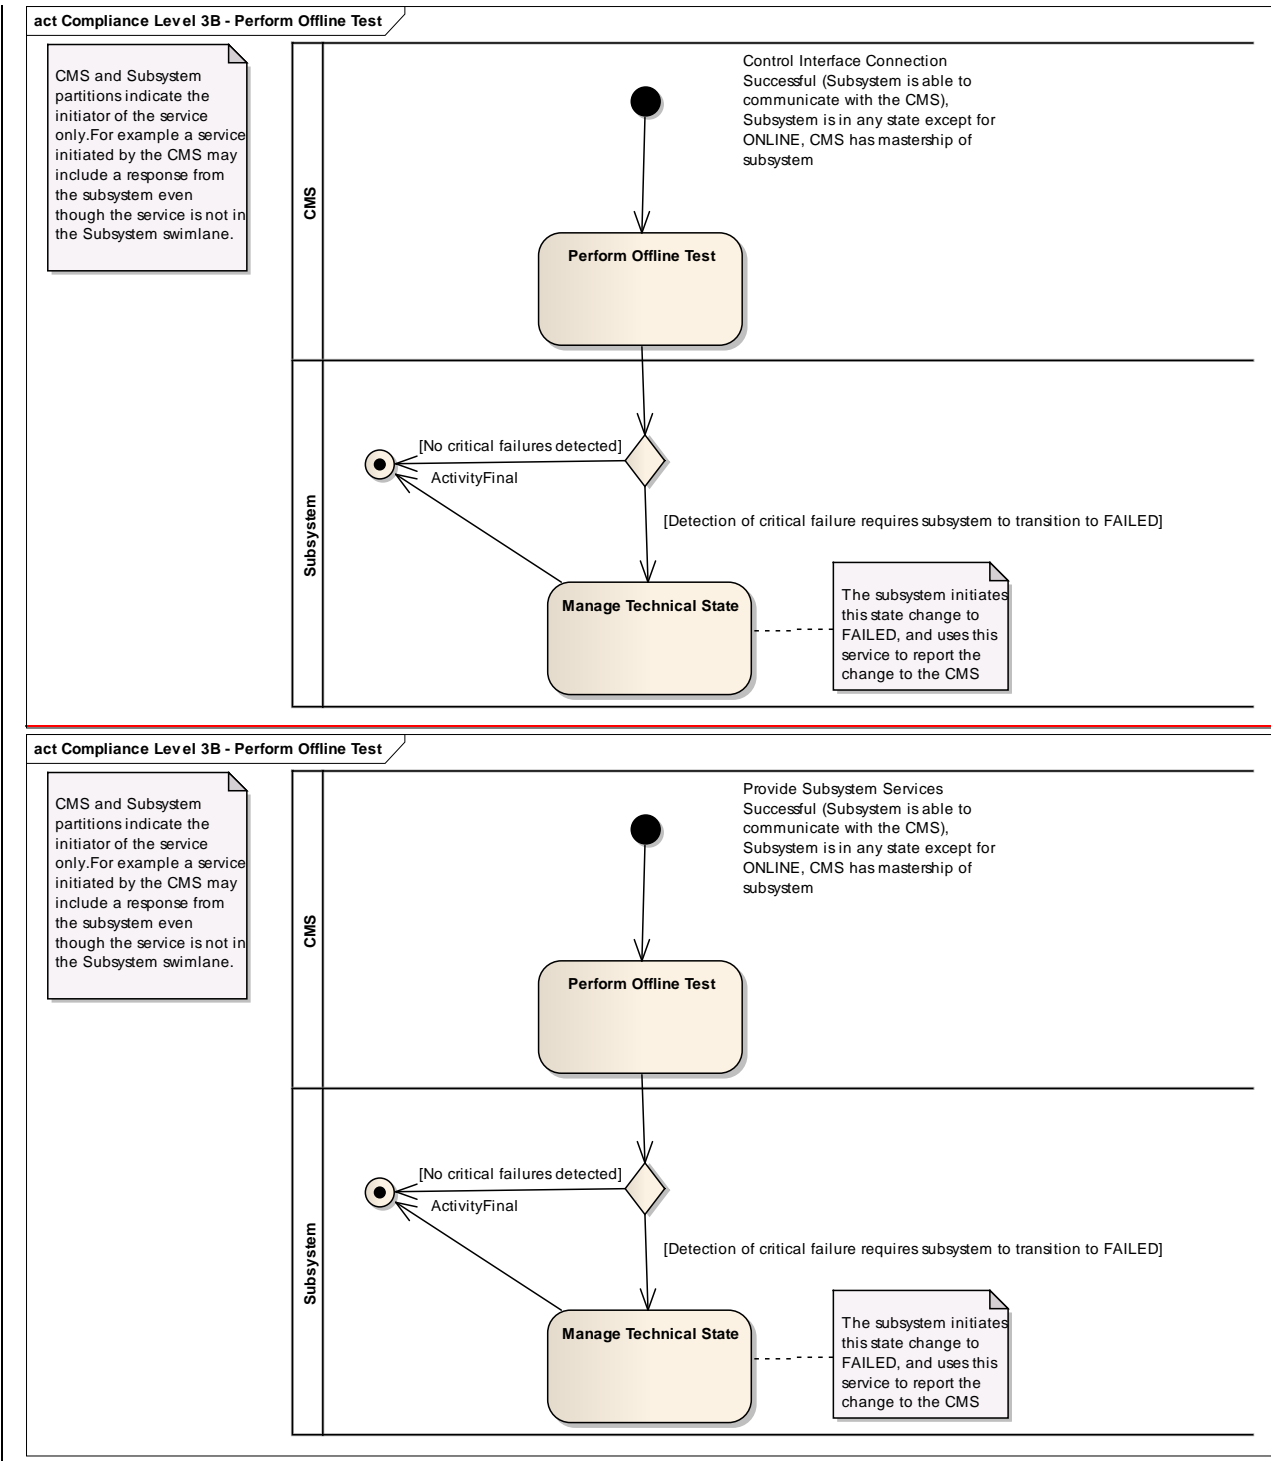 act Compliance Level 3B - Perform Offline Test
CMS and Subsystem
partitions indicate the
initiator of the service
only.For example a service
initiated by the CMS may
include a response from
the subsystem even
though the service is not in
the Subsystem swimlane.
CMS
Control Interface Connection
Successful (Subsystem is able to
communicate with the CMS),
Subsystem is in any state except for
ONLINE, CMS has mastership of
subsystem
Perform Offline Test
Subsystem
[No critical failures detected]
ActivityFinal
[Detection of critical failure requires subsystem to transition to FAILED]
Manage Technical State
The subsystem initiates
this state change to
FAILED, and uses this
service to report the
change to the CMS
act Compliance Level 3B - Perform Offline Test
CMS and Subsystem
partitions indicate the
initiator of the service
only.For example a service
initiated by the CMS may
include a response from
the subsystem even
though the service is not in
the Subsystem swimlane.
CMS
Provide Subsystem Services
Successful (Subsystem is able to
communicate with the CMS),
Subsystem is in any state except for
ONLINE, CMS has mastership of
subsystem
Perform Offline Test
Subsystem
[No critical failures detected]
ActivityFinal
[Detection of critical failure requires subsystem to transition to FAILED]
Manage Technical State
The subsystem initiates
this state change to
FAILED, and uses this
service to report the
change to the CMS